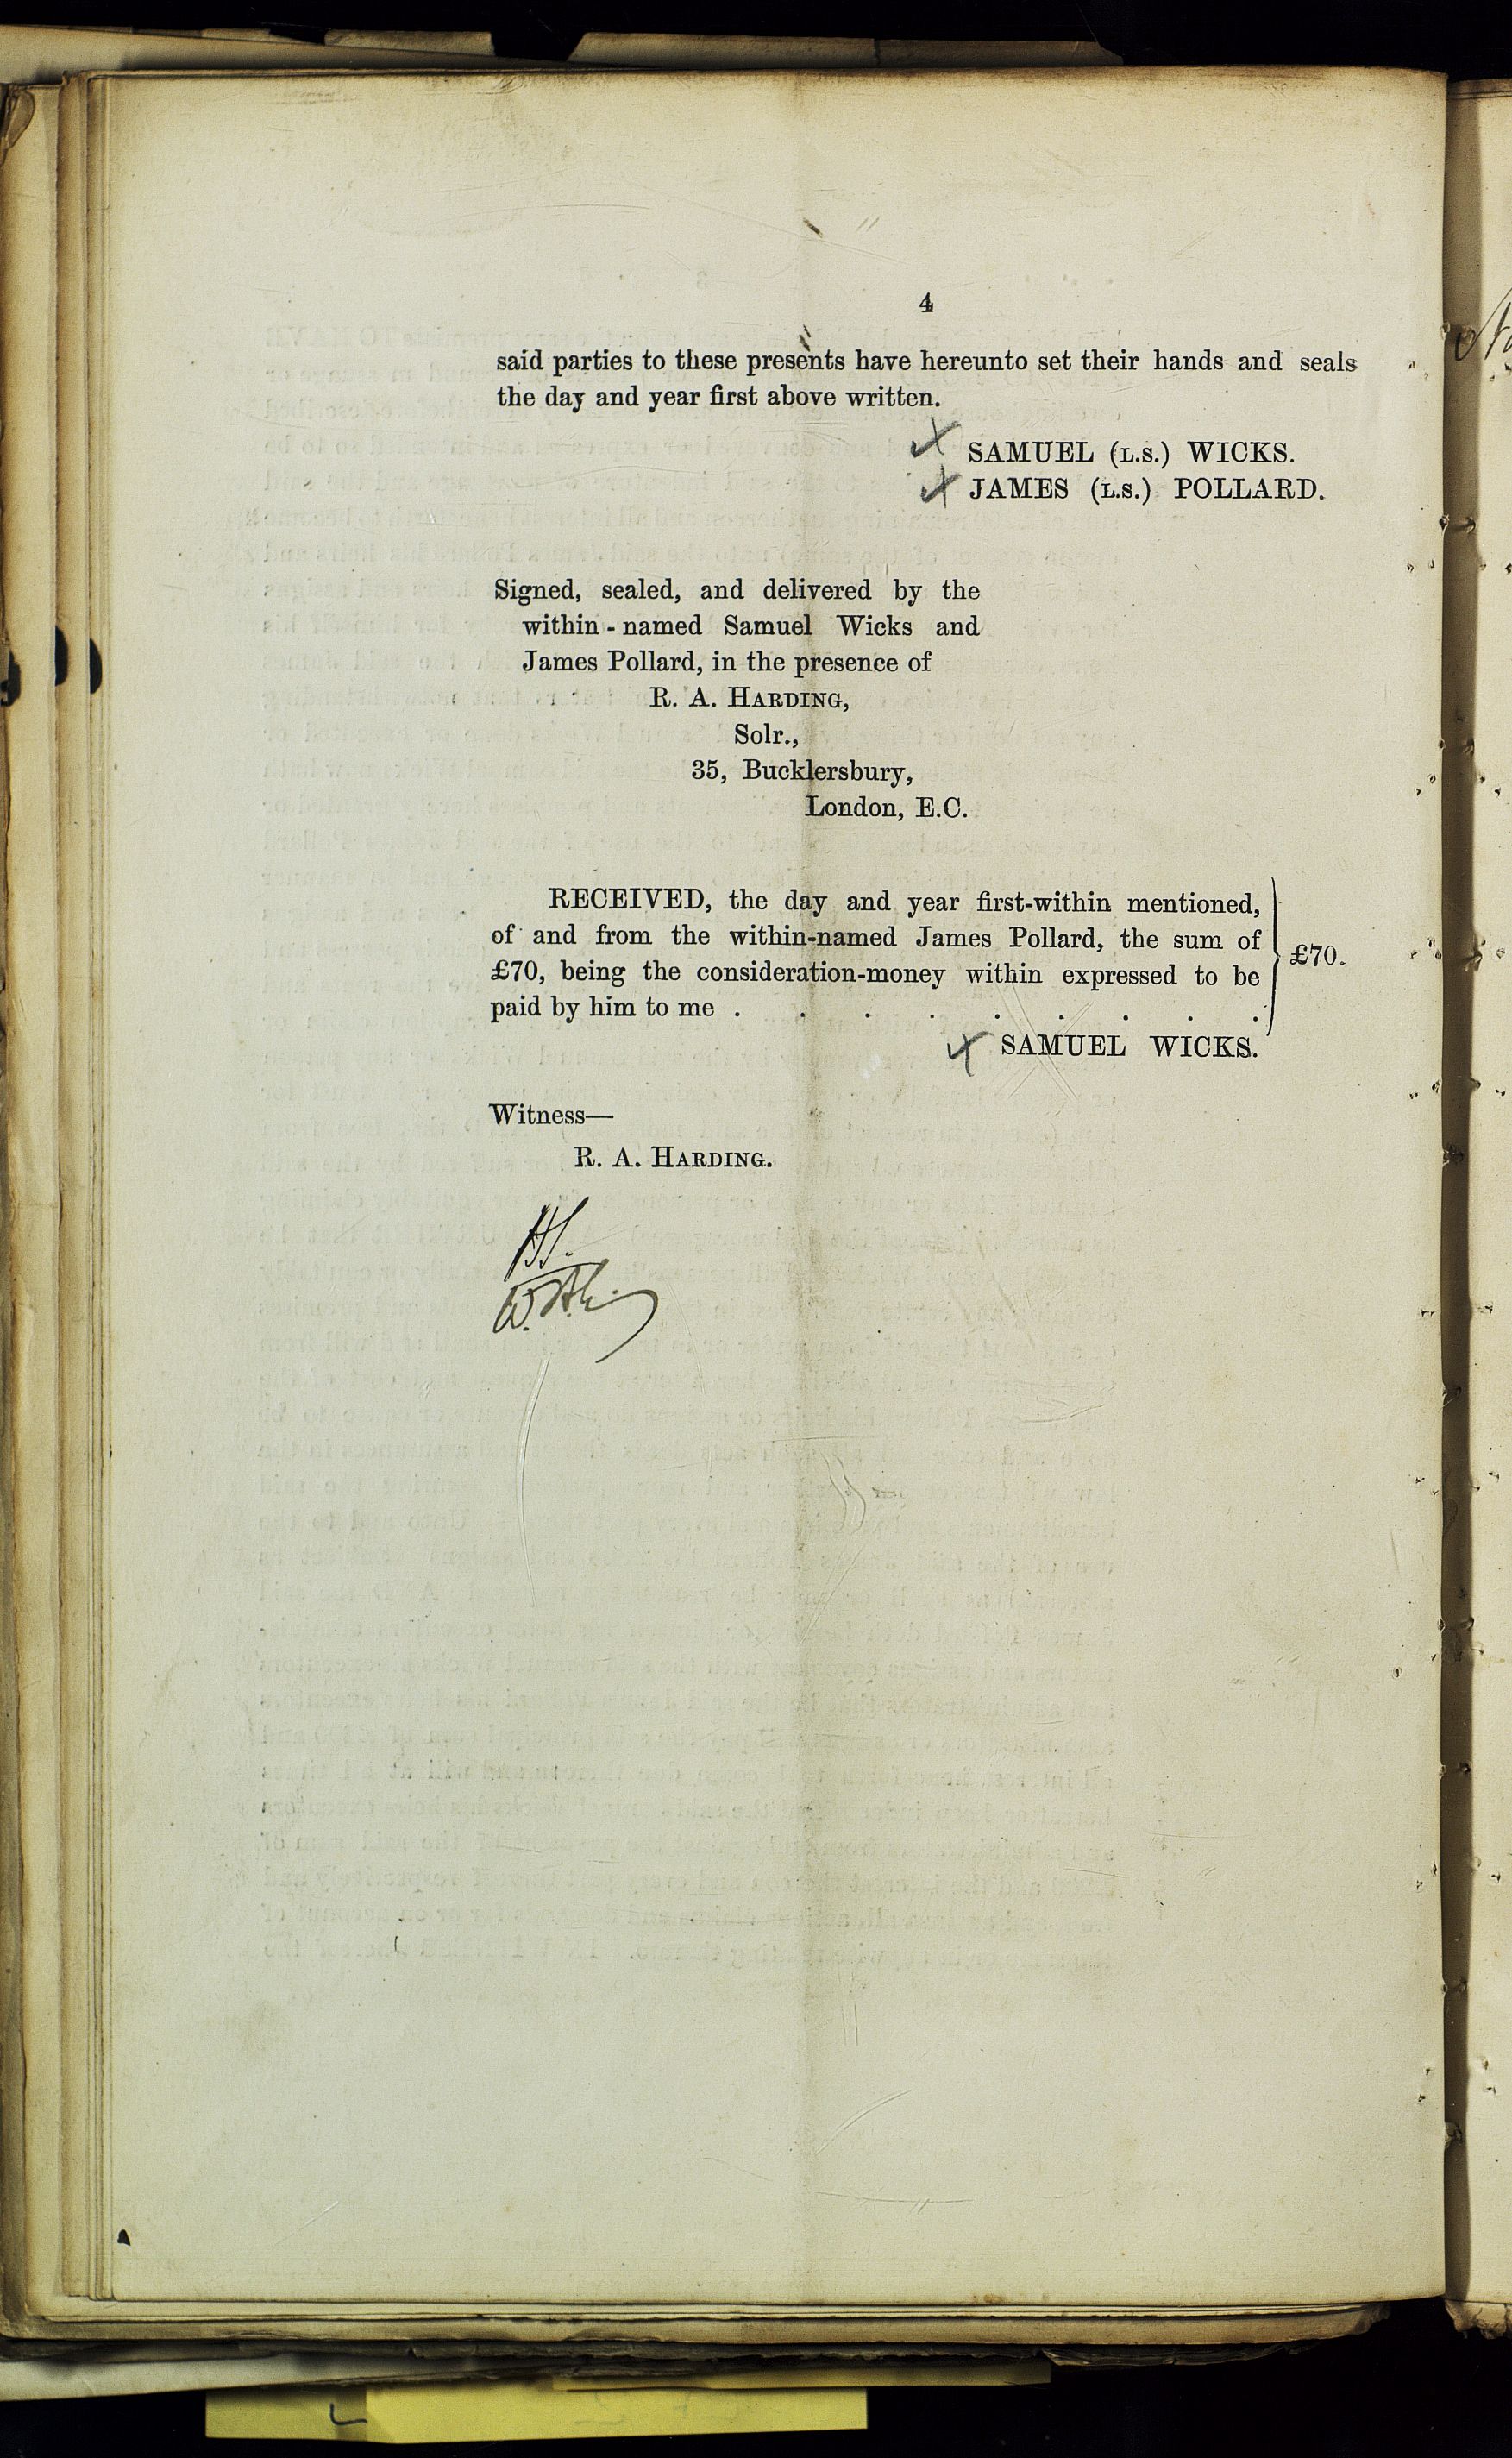 4
said parties to these presents have hereunto set their hands and seals
the day and year first above written.
SAMUEL (L.S.) WICKS.
JAMES (L.S.) POLLARD.
Signed, sealed, and delivered by the
within-named Samuel Wicks and
James Pollard, in the presence of
R. A. HARDING,
Solr.,
35, Bucklersbury,
London, E.C.
RECEIVED, the day and year first-within mentioned,
of and from the within-named James Pollard, the sum of
£70, being the consideration-money within expressed to be
paid by him to me . . . . . . . . .
£70.
SAMUEL WICKS.
Witness—
R. A. HARDING.